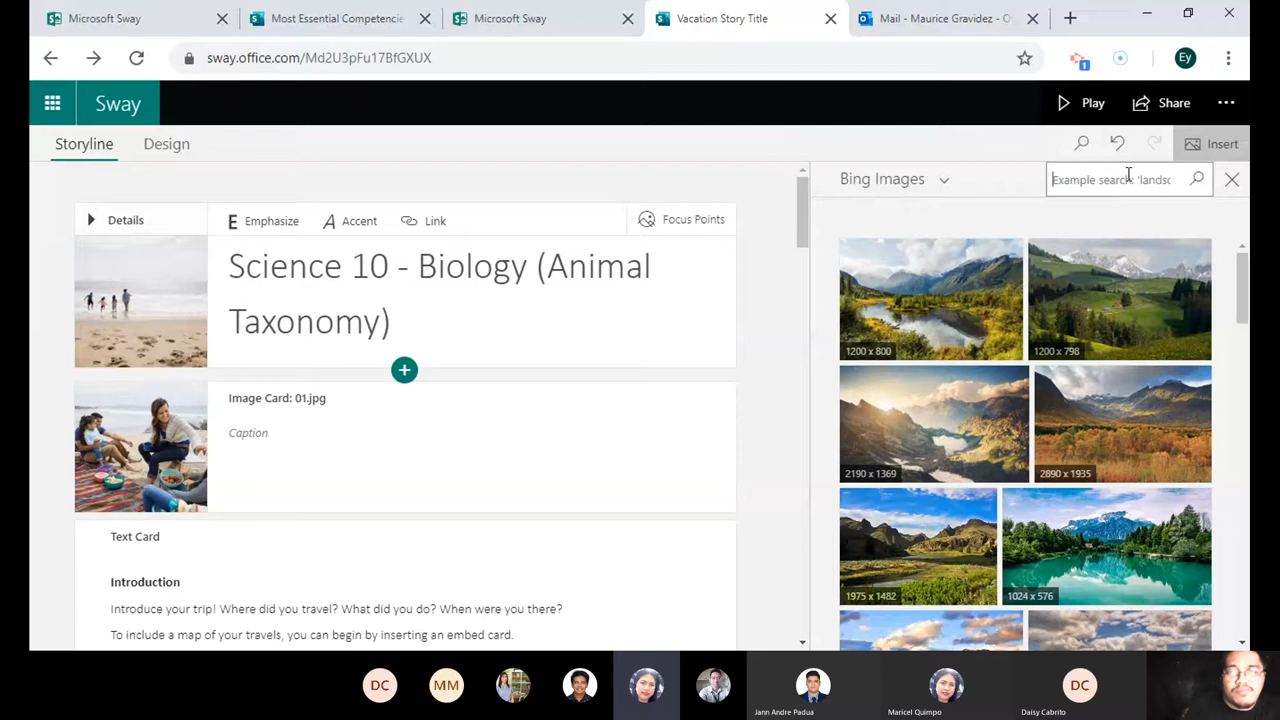 Microsoft Sway
Most Essential Competencie
Microsoft Sway
Vacation Story Title
Mail - Maurice Gravidez - O
sway.office.com/Md2U3pFu17BfGXUX
1
Ey
Sway
Play
Share
Storyline
Design
Insert
Bing Images
Example search: 'landsc
Details
E Emphasize
A Accent
Link
Focus Points
Science 10 - Biology (Animal
Taxonomy)
1200 x 800
1200 x 798
Image Card: 01.jpg
Caption
2190 x 1369
2890 x 1935
Text Card
Introduction
Introduce your trip! Where did you travel? What did you do? When were you there?
To include a map of your travels, you can begin by inserting an embed card.
1975 x 1482
1024 x 576
DC
MM
DC
Jann Andre Padua
Maricel Quimpo
Daisy Cabrito